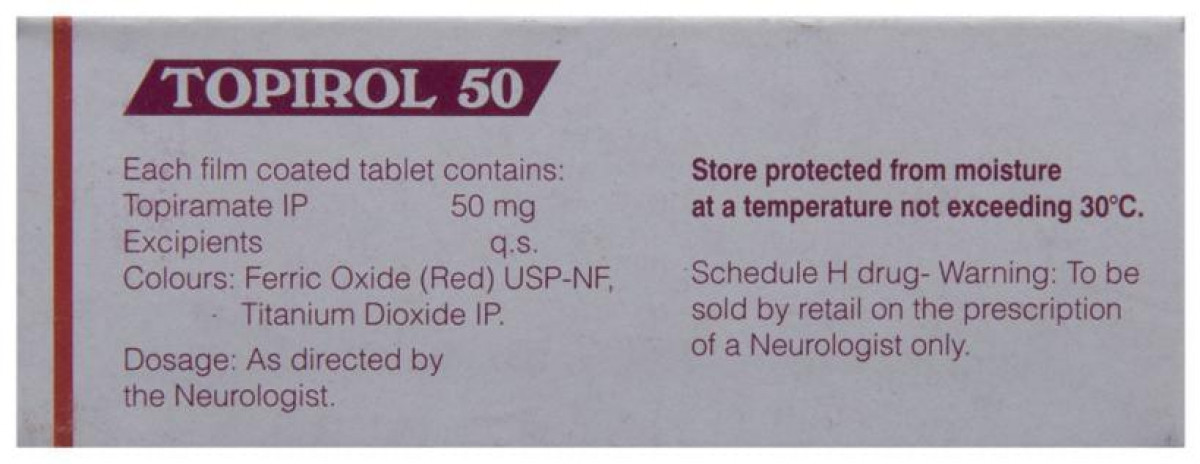 TOPIROL 50
Each film coated tablet contains:
Topiramate IP 50 mg
Excipients q.s.
Colours: Ferric Oxide (Red) USP-NF,
Titanium Dioxide IP.
Dosage: As directed by
the Neurologist.
Store protected from moisture
at a temperature not exceeding 30°C.
Schedule H drug- Warning: To be
sold by retail on the prescription
of a Neurologist only.